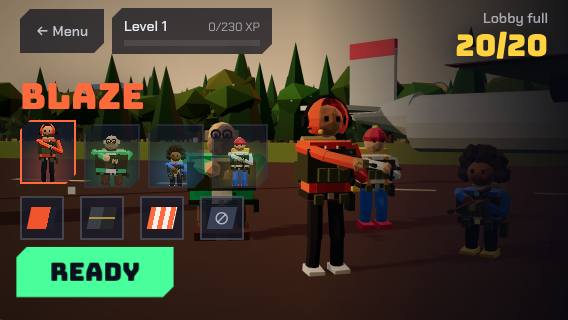 ← Menu
Level 1
0/230 XP
Lobby full
20/20
BLAZE
READY